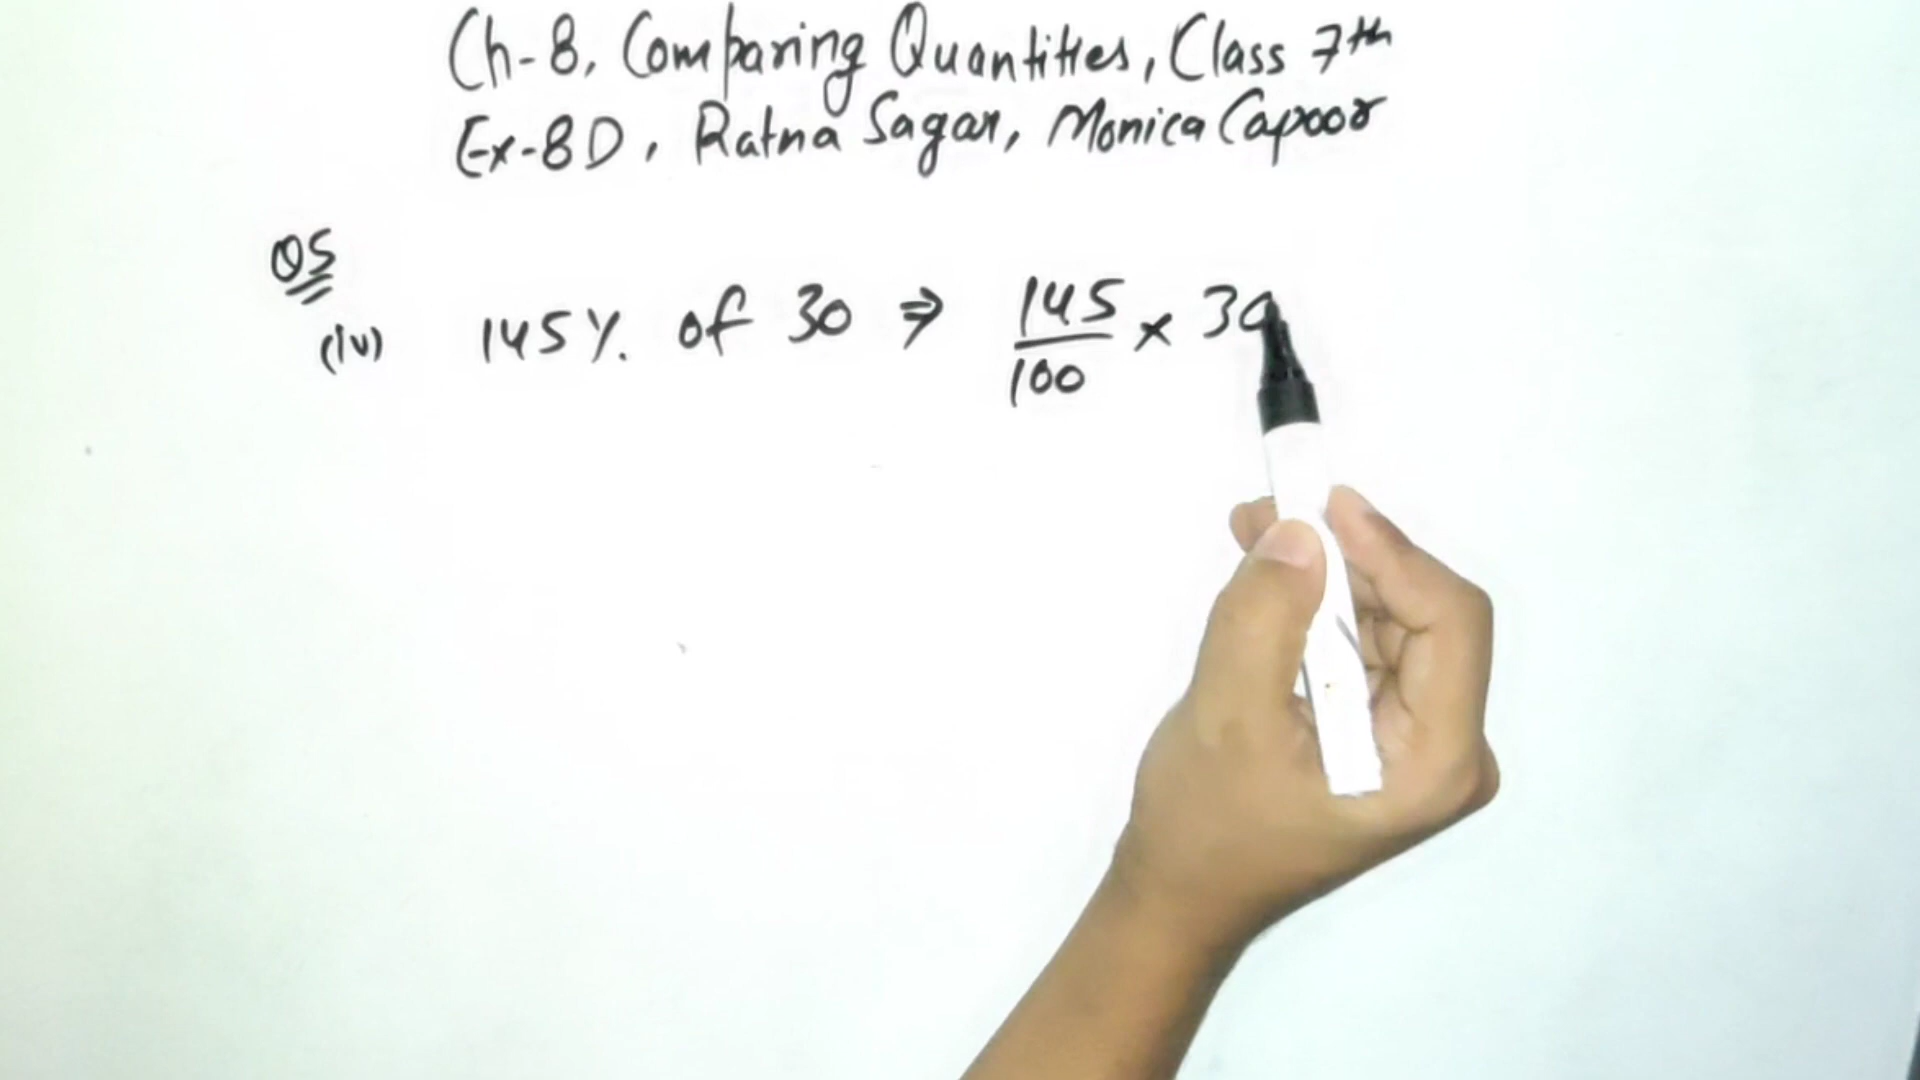 Ch-8, Comparing Quantities, Class 7th
Ex-8D, Ratna Sagar, Monica Capoor
Q5
(iv) 145% of 30 ⇒ 145/100 × 30